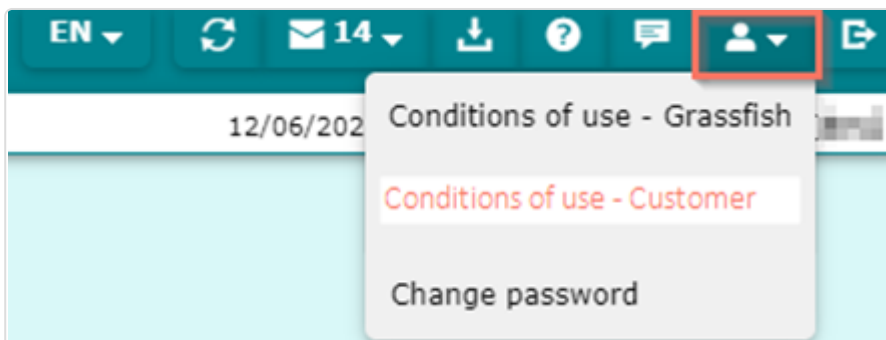 EN
14
12/06/202
Conditions of use - Grassfish
Conditions of use - Customer
Change password